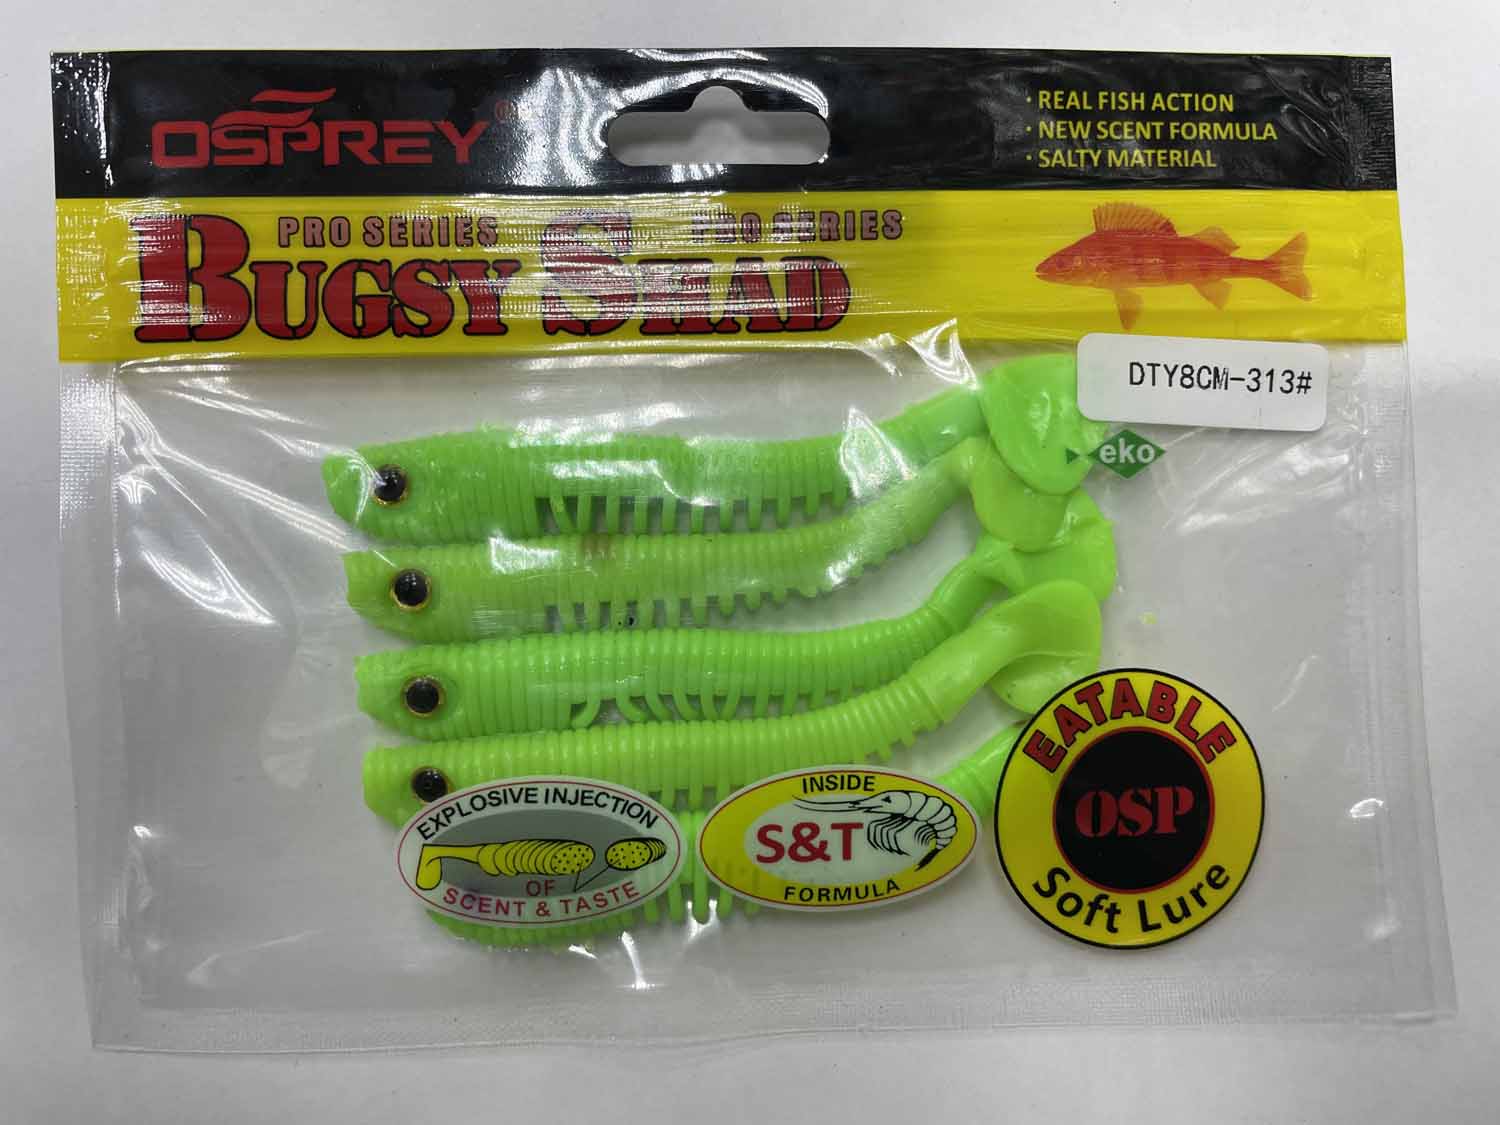 OSPREY®
· REAL FISH ACTION
· NEW SCENT FORMULA
· SALTY MATERIAL
PRO SERIES PRO SERIES
BUGSY SHAD
DTY8CM-313#
eko
EXPLOSIVE INJECTION
OF
SCENT & TASTE
INSIDE
S&T
FORMULA
EATABLE
OSP
Soft Lure